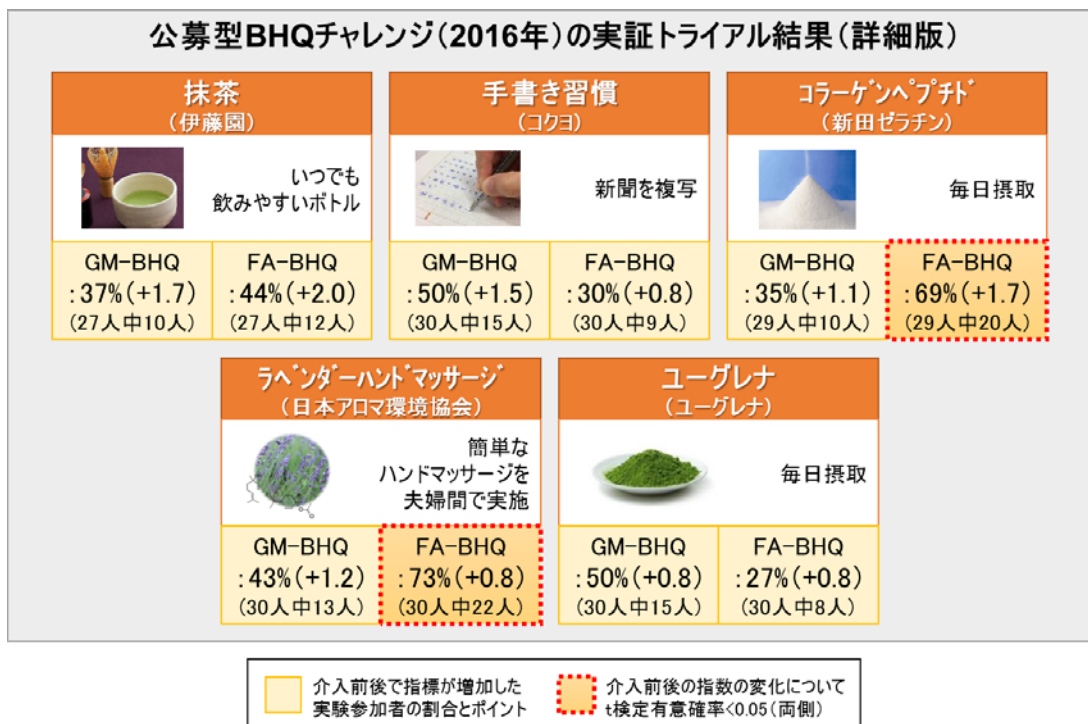 公募型BHQチャレンジ(2016年)の実証トライアル結果(詳細版)
抹茶
(伊藤園)
いつでも
飲みやすいボトル
GM-BHQ
:37%(+1.7)
(27人中10人)
FA-BHQ
:44%(+2.0)
(27人中12人)
手書き習慣
(コクヨ)
新聞を複写
GM-BHQ
:50%(+1.5)
(30人中15人)
FA-BHQ
:30%(+0.8)
(30人中9人)
コラーゲンペプチド
(新田ゼラチン)
毎日摂取
GM-BHQ
:35%(+1.1)
(29人中10人)
FA-BHQ
:69%(+1.7)
(29人中20人)
ラベンダーハンドマッサージ
(日本アロマ環境協会)
簡単な
ハンドマッサージを
夫婦間で実施
GM-BHQ
:43%(+1.2)
(30人中13人)
FA-BHQ
:73%(+0.8)
(30人中22人)
ユーグレナ
(ユーグレナ)
毎日摂取
GM-BHQ
:50%(+0.8)
(30人中15人)
FA-BHQ
:27%(+0.8)
(30人中8人)
介入前後で指標が増加した
実験参加者の割合とポイント
介入前後の指数の変化について
t検定有意確率<0.05(両側)